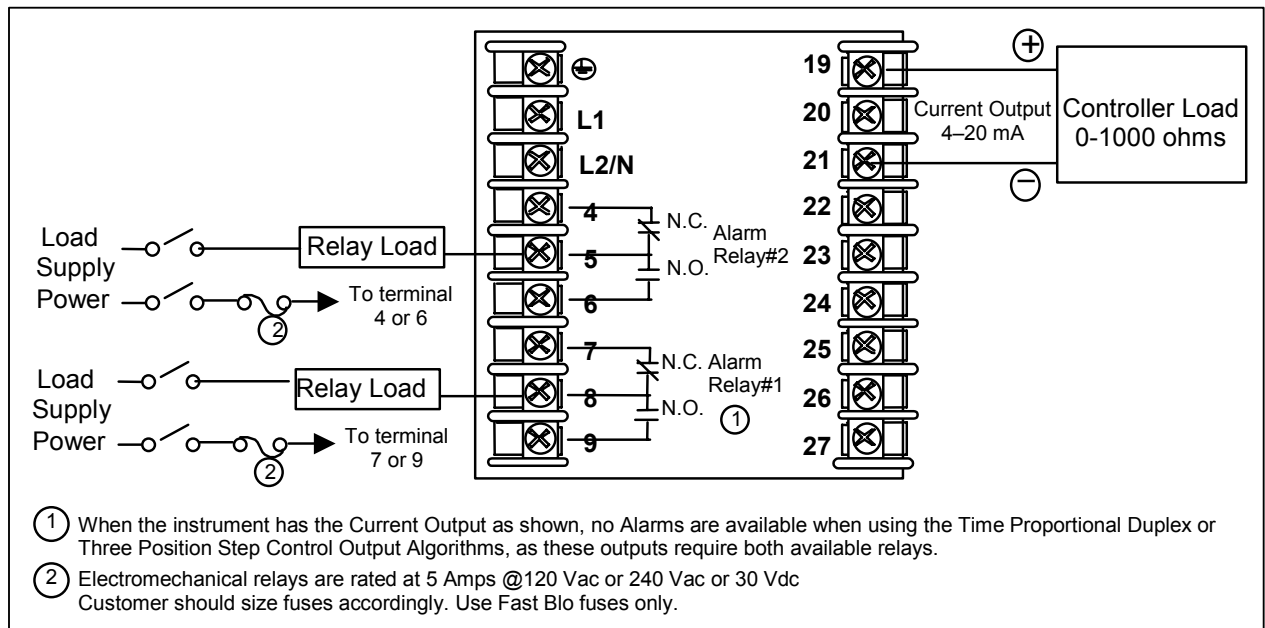 19
+
20
Current Output
4–20 mA
Controller Load
0-1000 ohms
L1
L2/N
21
−
4
N.C.
Alarm
Relay#2
22
Load
Supply
Power
Relay Load
5
23
N.O.
To terminal
4 or 6
2
6
24
7
N.C. Alarm
Relay#1
25
Load
Supply
Power
Relay Load
8
N.O.
1
26
To terminal
7 or 9
2
9
27
1 When the instrument has the Current Output as shown, no Alarms are available when using the Time Proportional Duplex or
Three Position Step Control Output Algorithms, as these outputs require both available relays.
2 Electromechanical relays are rated at 5 Amps @120 Vac or 240 Vac or 30 Vdc
Customer should size fuses accordingly. Use Fast Blo fuses only.